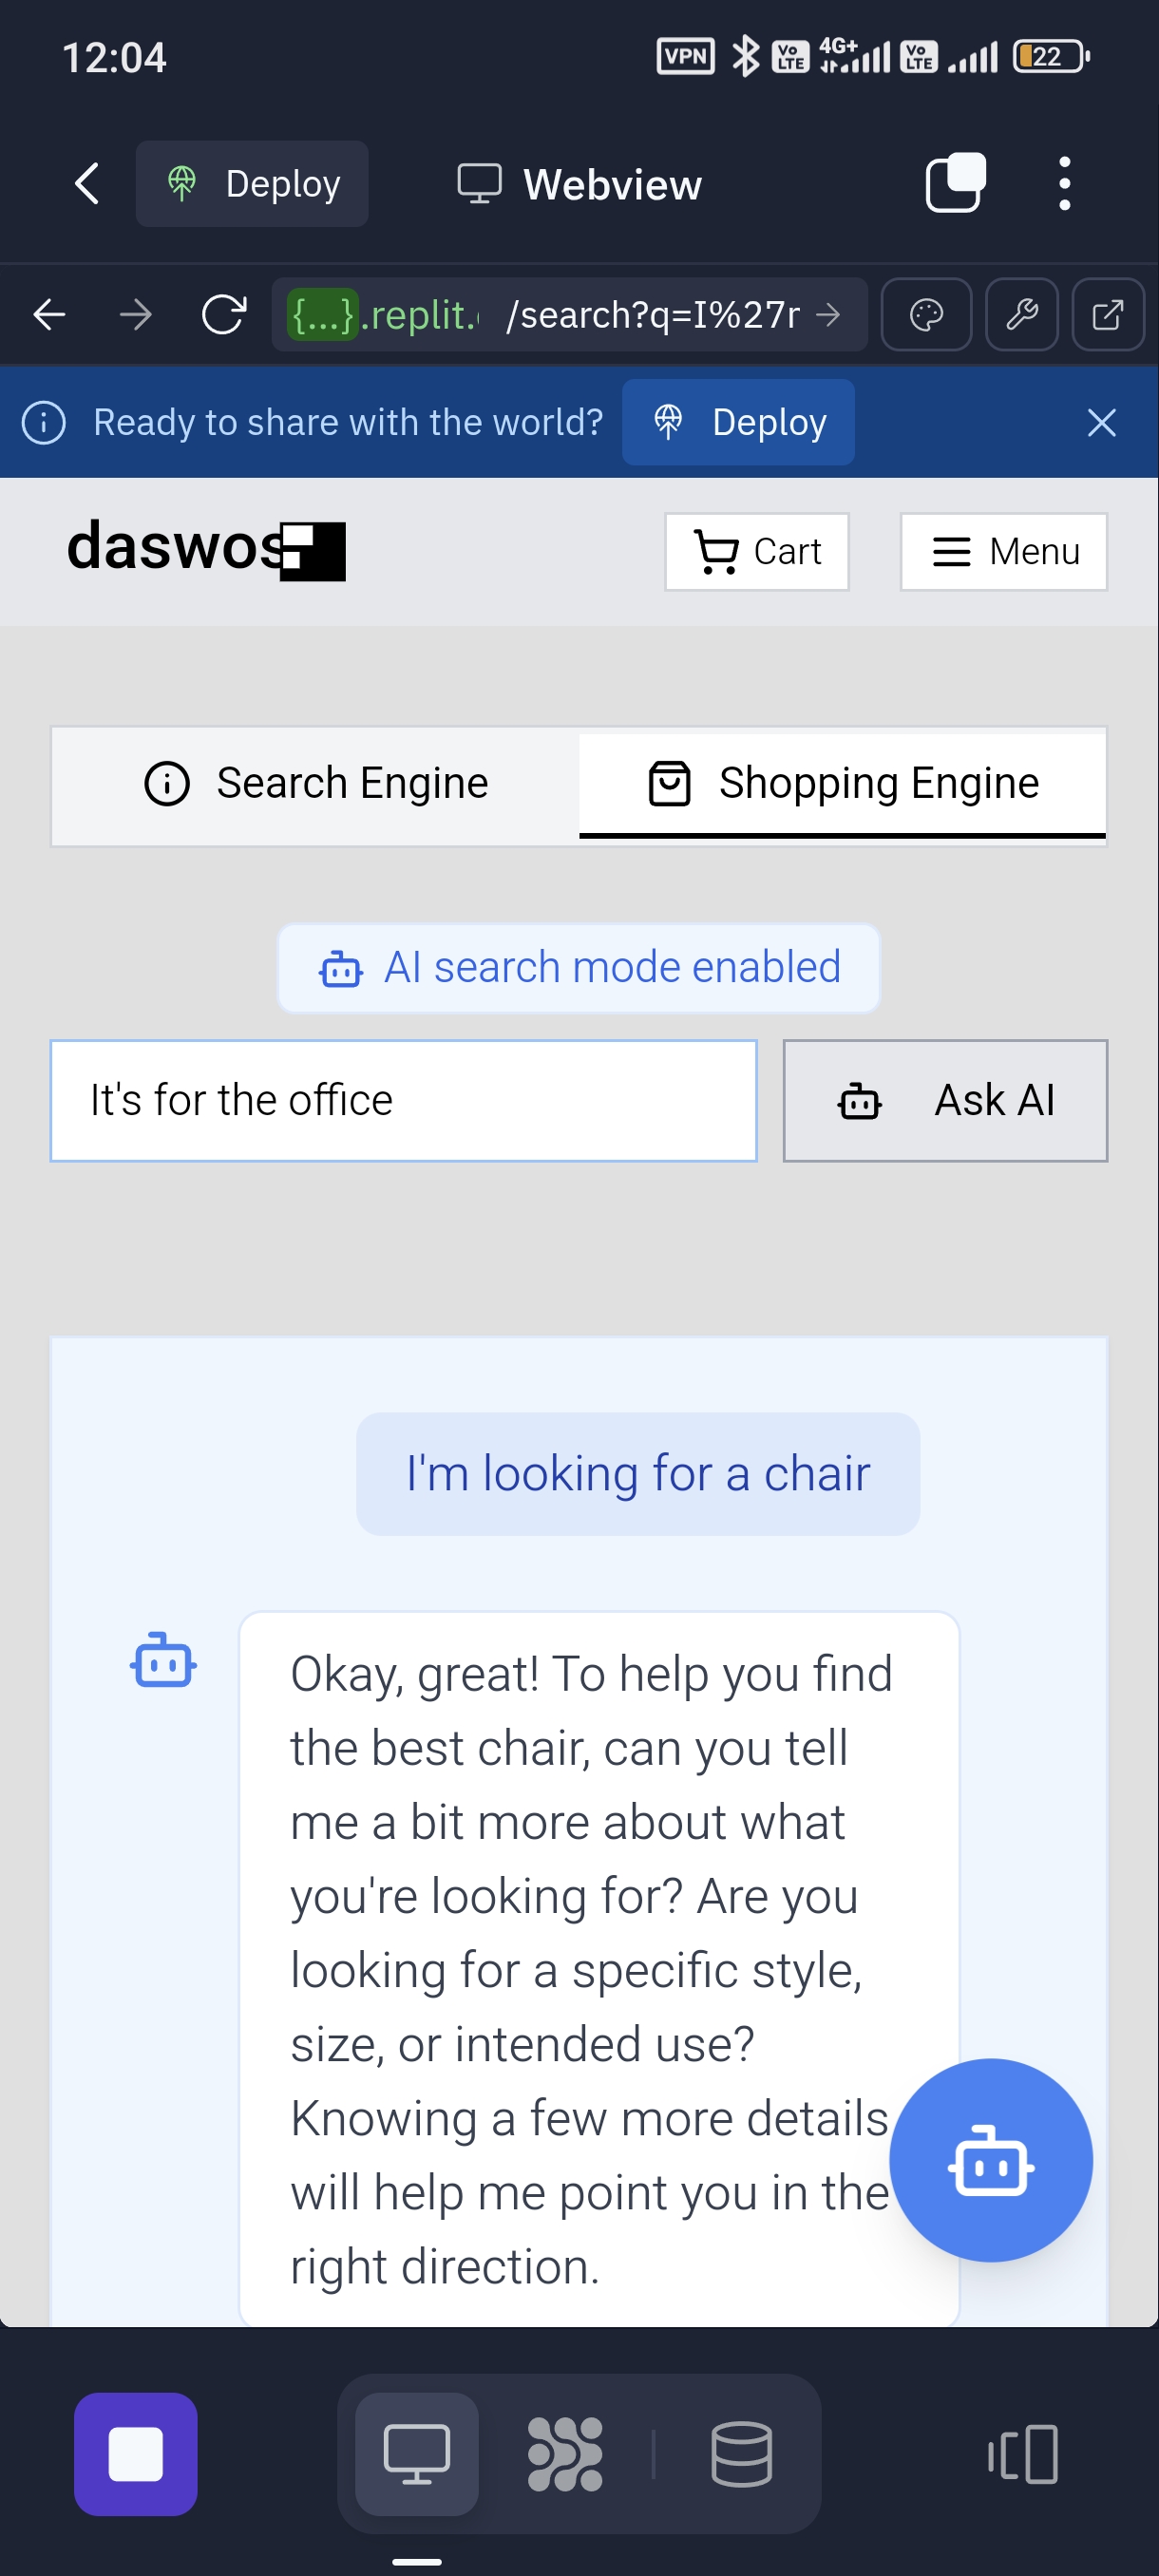 12:04
VPN
Vo
LTE
4G+
Vo
LTE
22
Deploy
Webview
{...}.replit. /search?q=I%27r
Ready to share with the world?
Deploy
daswos
Cart
Menu
Search Engine
Shopping Engine
AI search mode enabled
It's for the office
Ask AI
I'm looking for a chair
Okay, great! To help you find
the best chair, can you tell
me a bit more about what
you're looking for? Are you
looking for a specific style,
size, or intended use?
Knowing a few more details
will help me point you in the
right direction.